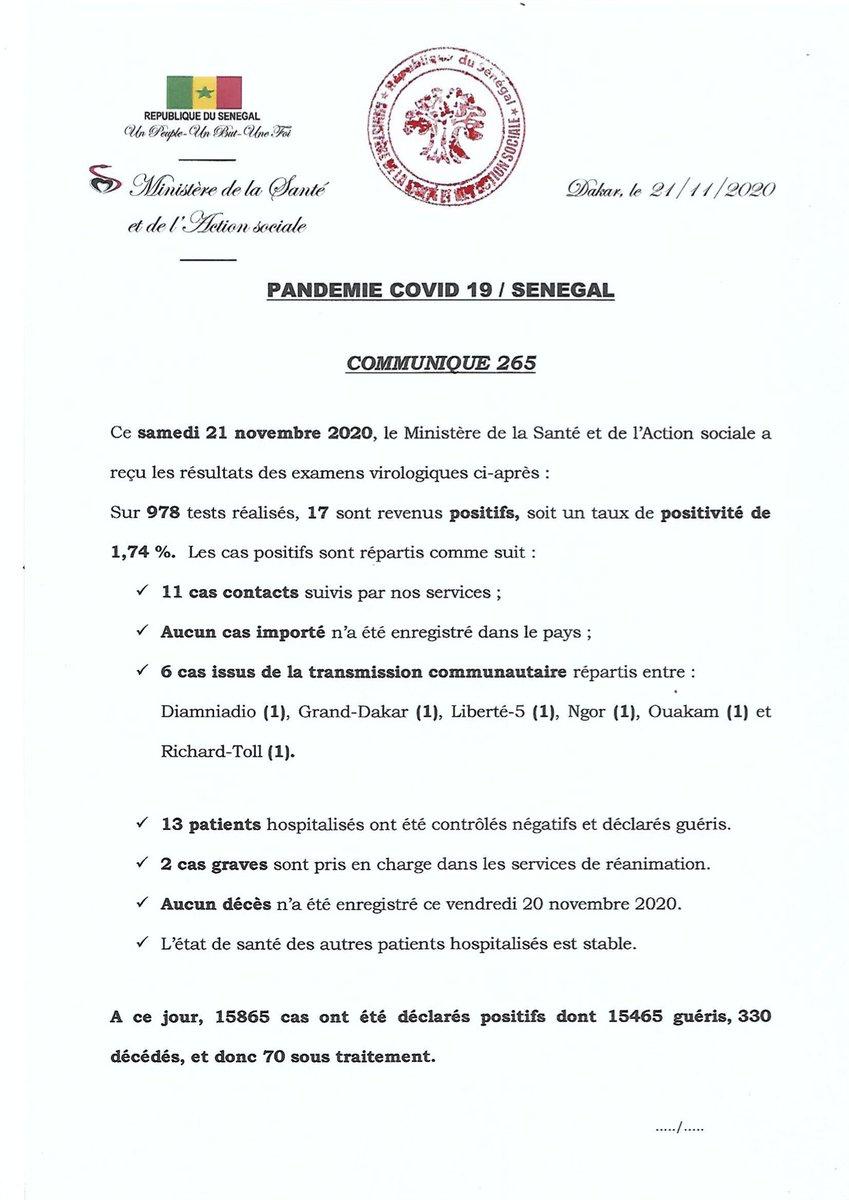 République du Sénégal
MINISTERE DE LA SANTE ET DE L'ACTION SOCIALE
REPUBLIQUE DU SENEGAL
Un Peuple-Un But-Une Foi
Ministère de la Santé
et de l'Action sociale
Dakar, le 21/11/2020
PANDEMIE COVID 19 / SENEGAL
COMMUNIQUE 265
Ce samedi 21 novembre 2020, le Ministère de la Santé et de l'Action sociale a
reçu les résultats des examens virologiques ci-après :
Sur 978 tests réalisés, 17 sont revenus positifs, soit un taux de positivité de
1,74 %. Les cas positifs sont répartis comme suit :
✓ 11 cas contacts suivis par nos services ;
✓ Aucun cas importé n'a été enregistré dans le pays ;
✓ 6 cas issus de la transmission communautaire répartis entre :
Diamniadio (1), Grand-Dakar (1), Liberté-5 (1), Ngor (1), Ouakam (1) et
Richard-Toll (1).
✓ 13 patients hospitalisés ont été contrôlés négatifs et déclarés guéris.
✓ 2 cas graves sont pris en charge dans les services de réanimation.
✓ Aucun décès n'a été enregistré ce vendredi 20 novembre 2020.
✓ L'état de santé des autres patients hospitalisés est stable.
A ce jour, 15865 cas ont été déclarés positifs dont 15465 guéris, 330
décédés, et donc 70 sous traitement.
...../.....